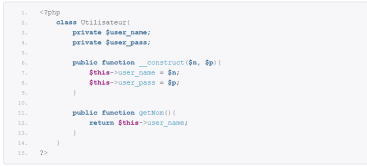 1. <?php
2. class Utilisateur{
3. private $user_name;
4. private $user_pass;
5.
6. public function __construct($n, $p){
7. $this->user_name = $n;
8. $this->user_pass = $p;
9. }
10.
11. public function getNom(){
12. return $this->user_name;
13. }
14. }
15. ?>